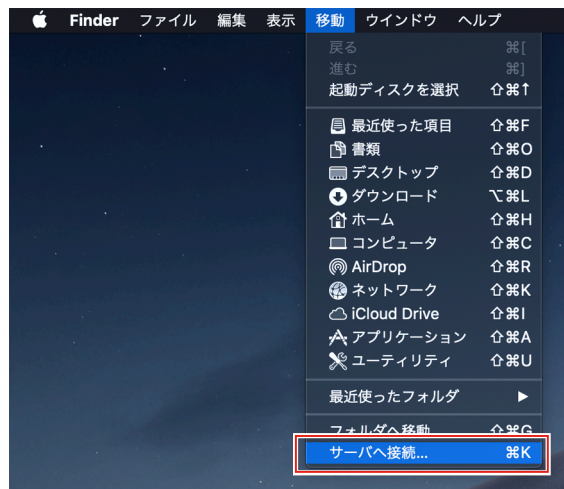 Finder ファイル 編集 表示 移動 ウインドウ ヘルプ
戻る ⌘[
進む ⌘]
起動ディスクを選択 ⇧⌘↑
最近使った項目 ⇧⌘F
書類 ⇧⌘O
デスクトップ ⇧⌘D
ダウンロード ⌥⌘L
ホーム ⇧⌘H
コンピュータ ⇧⌘C
AirDrop ⇧⌘R
ネットワーク ⇧⌘K
iCloud Drive ⇧⌘I
アプリケーション ⇧⌘A
ユーティリティ ⇧⌘U
最近使ったフォルダ ▶
フォルダへ移動... ⇧⌘G
サーバへ接続... ⌘K